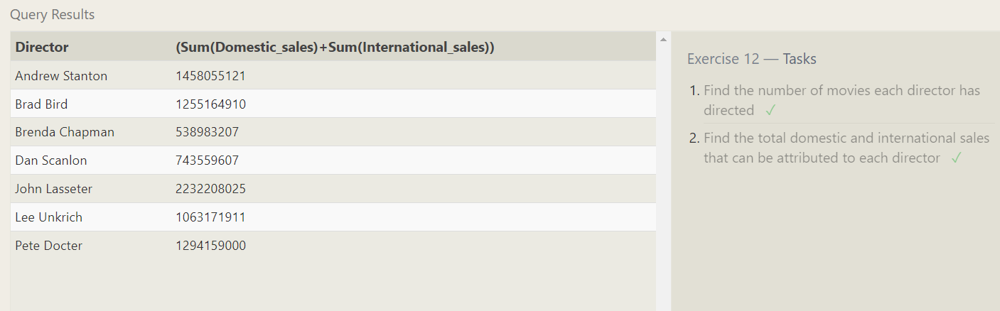 Query Results
Director (Sum(Domestic_sales)+Sum(International_sales))
Andrew Stanton 1458055121
Brad Bird 1255164910
Brenda Chapman 538983207
Dan Scanlon 743559607
John Lasseter 2232208025
Lee Unkrich 1063171911
Pete Docter 1294159000
Exercise 12 — Tasks
1. Find the number of movies each director has
directed ✓
2. Find the total domestic and international sales
that can be attributed to each director ✓